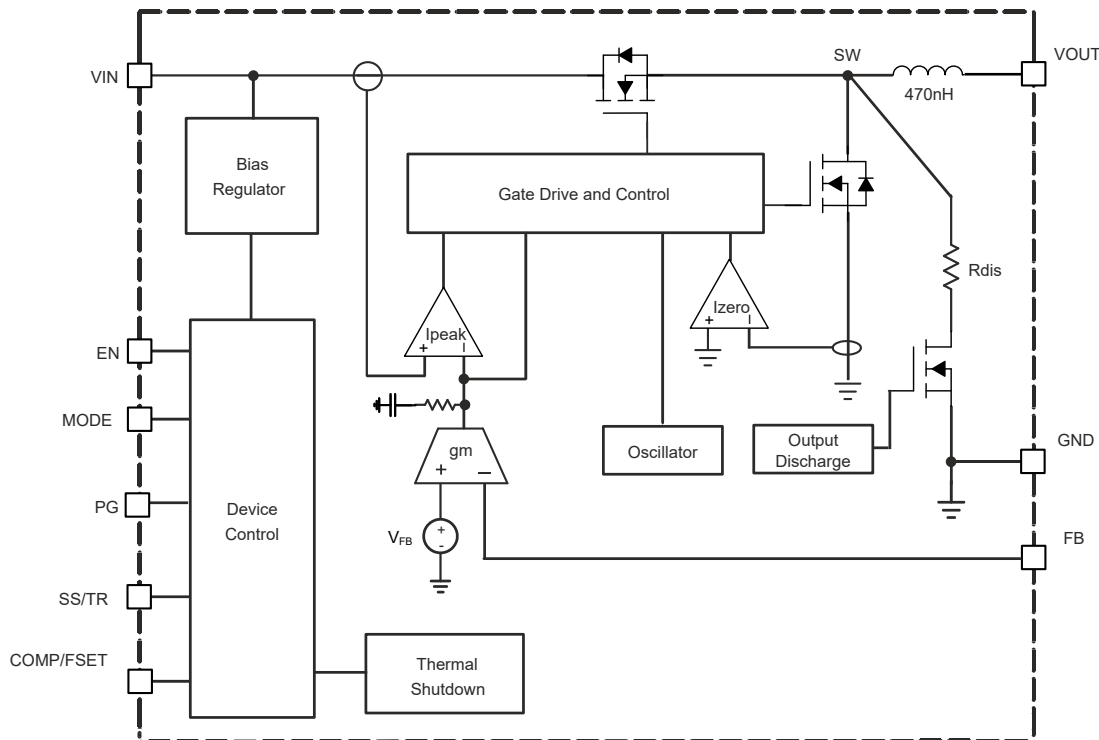 VIN
SW
VOUT
470nH
Bias
Regulator
Gate Drive and Control
Rdis
Izero
+
–
Ipeak
+
–
EN
MODE
PG
SS/TR
COMP/FSET
Device
Control
gm
+
–
VFB
+
-
Oscillator
Output
Discharge
GND
FB
Thermal
Shutdown